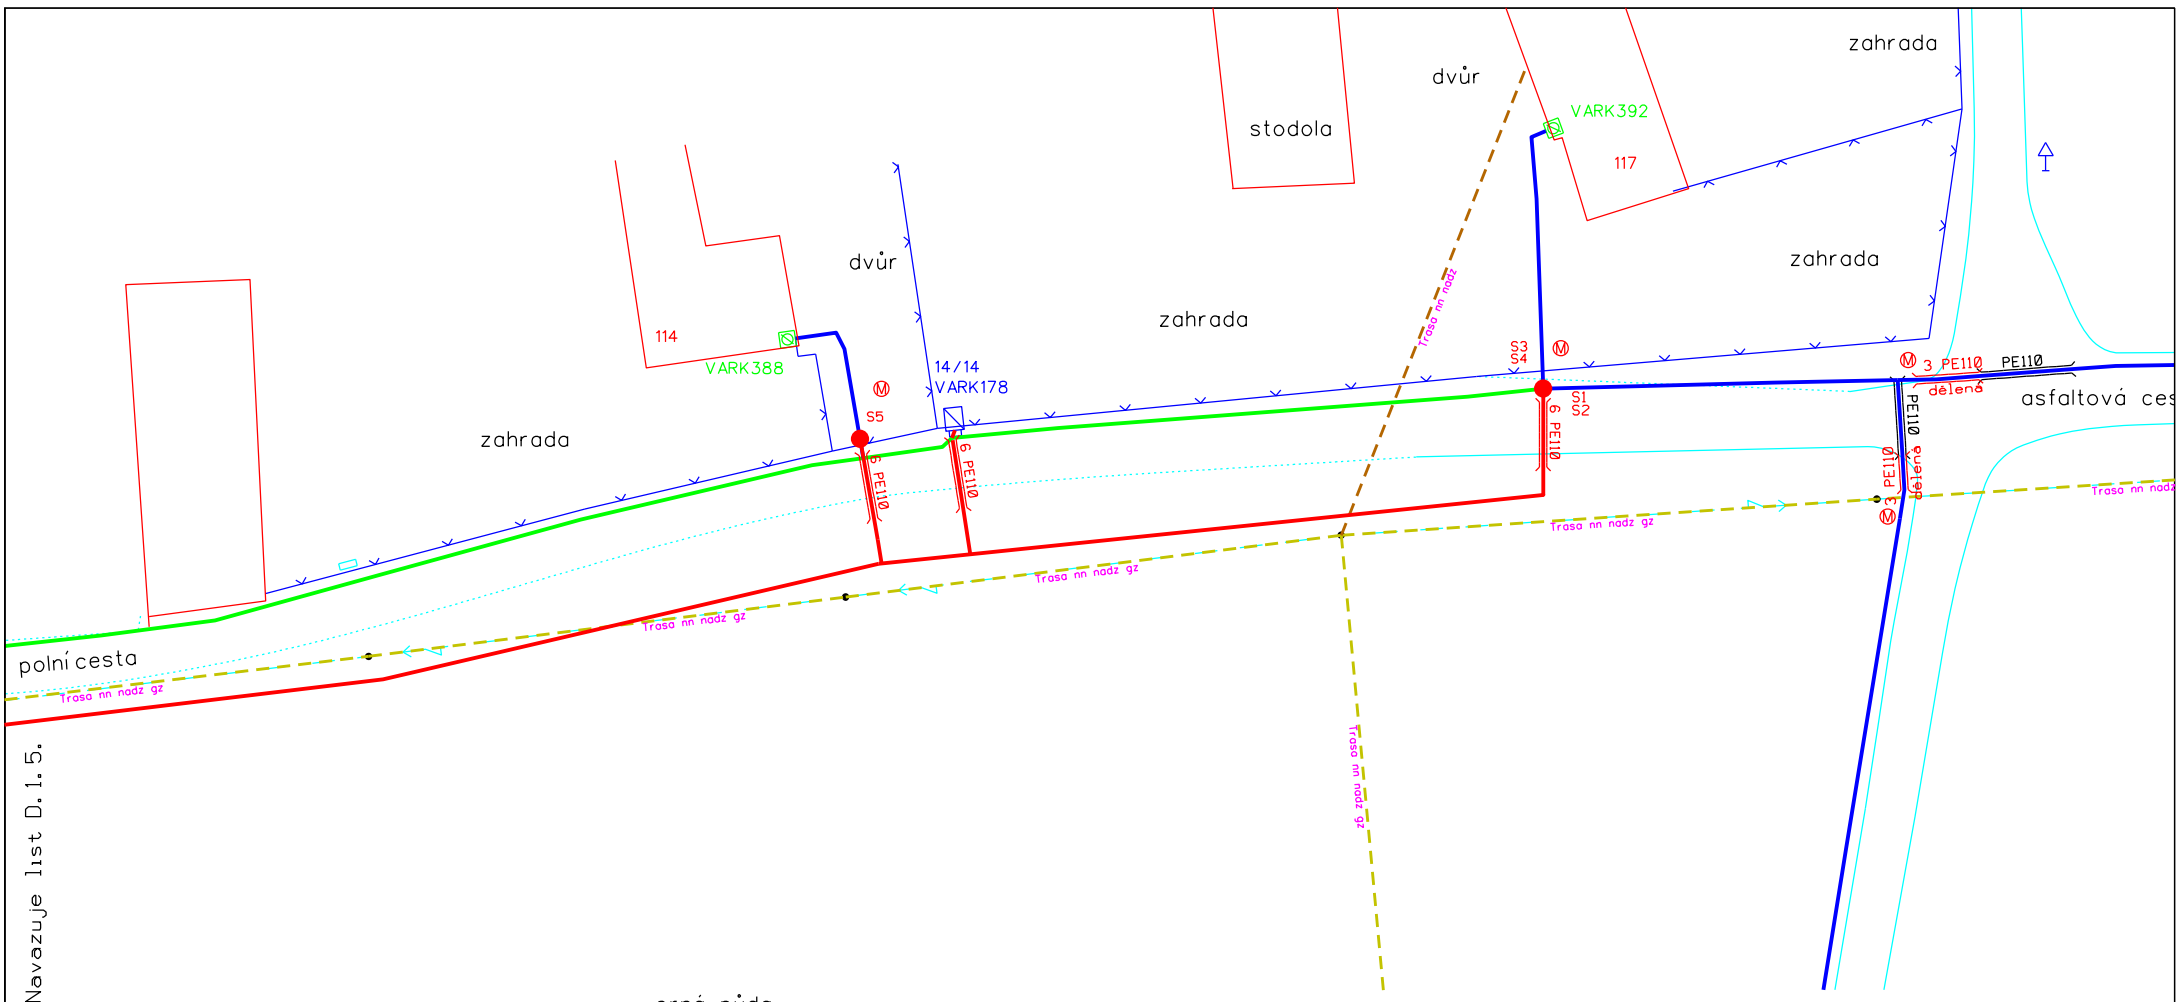 zahrada
dvůr
VARK392
stodola
117
zahrada
dvůr
Trasa nn nadz
zahrada
114
VARK388
14/14
VARK178
S3
S4
M
M
3 PE110
PE110
dělená
asfaltová ces
M
S5
S1
S2
zahrada
6 PE110
6 PE110
6 PE110
PE110
3 PE110
dělená
M
Trasa nn nadz
Trasa nn nadz gz
Trasa nn nadz gz
Trasa nn nadz gz
polní cesta
Trasa nn nadz gz
Trasa nn nadz gz
Navazuje list D.1.5.